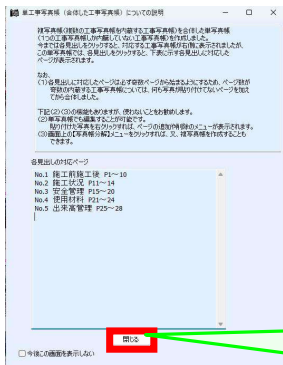 単工事写真帳（合体した工事写真帳）についての説明
複写真帳(複数の工事写真帳を内蔵する工事写真帳)を合体した単写真帳
(１つの工事写真帳しか内蔵していない工事写真帳)を作成しました。
今までは各見出しをクリックすると、対応する工事写真帳が右側に表示されましたが、
この単写真帳では、各見出しをクリックすると、下表に示す各見出しに対応した
ページが表示されます。
なお、
(1)各見出しに対応したページは必ず奇数ページから始まるようにするため、ページ数が
奇数の内蔵工事写真帳については、何も写真が貼り付けてないページを加え
てから合体しました。
下記(2)(3)の機能もありますが、使わないことをお勧めします。
(2)単写真帳でも編集することが可能です。
貼り付けた写真を右クリックすれば、ページの追加や削除のメニューが表示されます。
(3)画面上の【写真帳分解】メニューをクリックすれば、又、複写真帳を作成することも
できます。
各見出しの対応ページ
No.1 施工前施工後 P1～10
No.2 施工状況 P11～14
No.3 安全管理 P15～20
No.4 使用材料 P21～24
No.5 出来高管理 P25～28
閉じる
今後この画面を表示しない